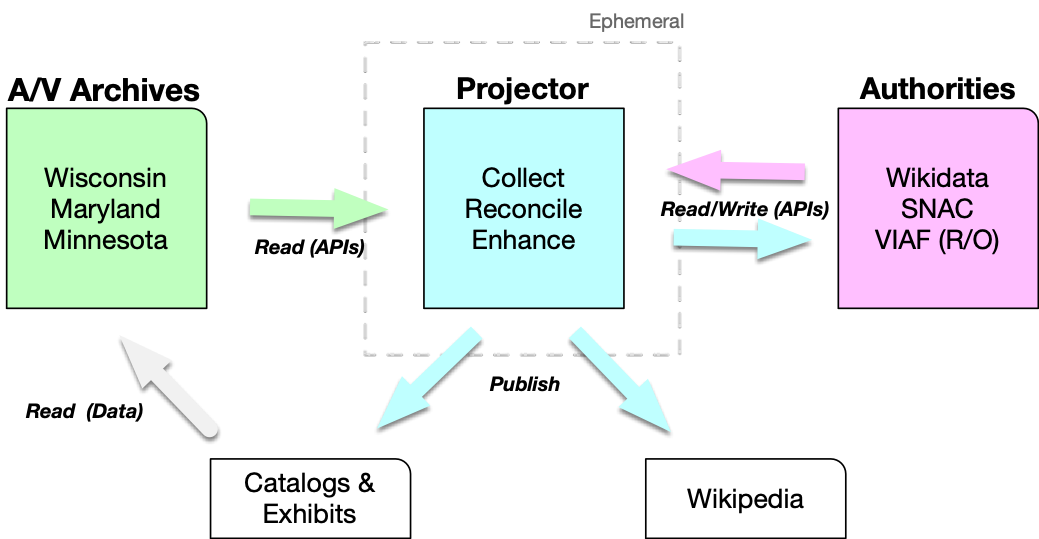 Ephemeral
A/V Archives
Projector
Authorities
Wisconsin
Maryland
Minnesota
Collect
Reconcile
Enhance
Wikidata
SNAC
VIAF (R/O)
Read (APIs)
Read/Write (APIs)
Publish
Read (Data)
Catalogs &
Exhibits
Wikipedia